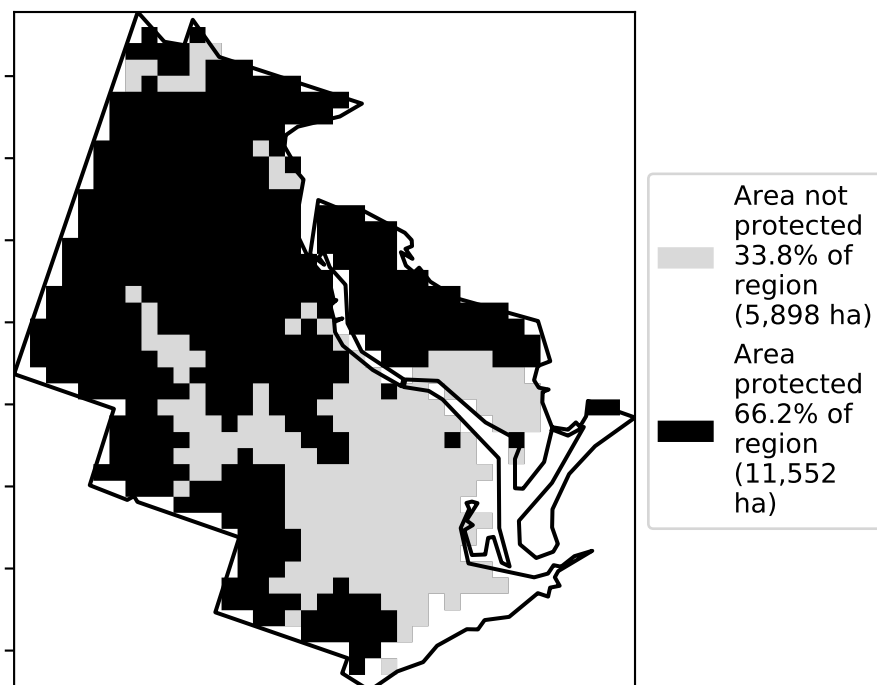 Area not
protected
33.8% of
region
(5,898 ha)
Area
protected
66.2% of
region
(11,552
ha)